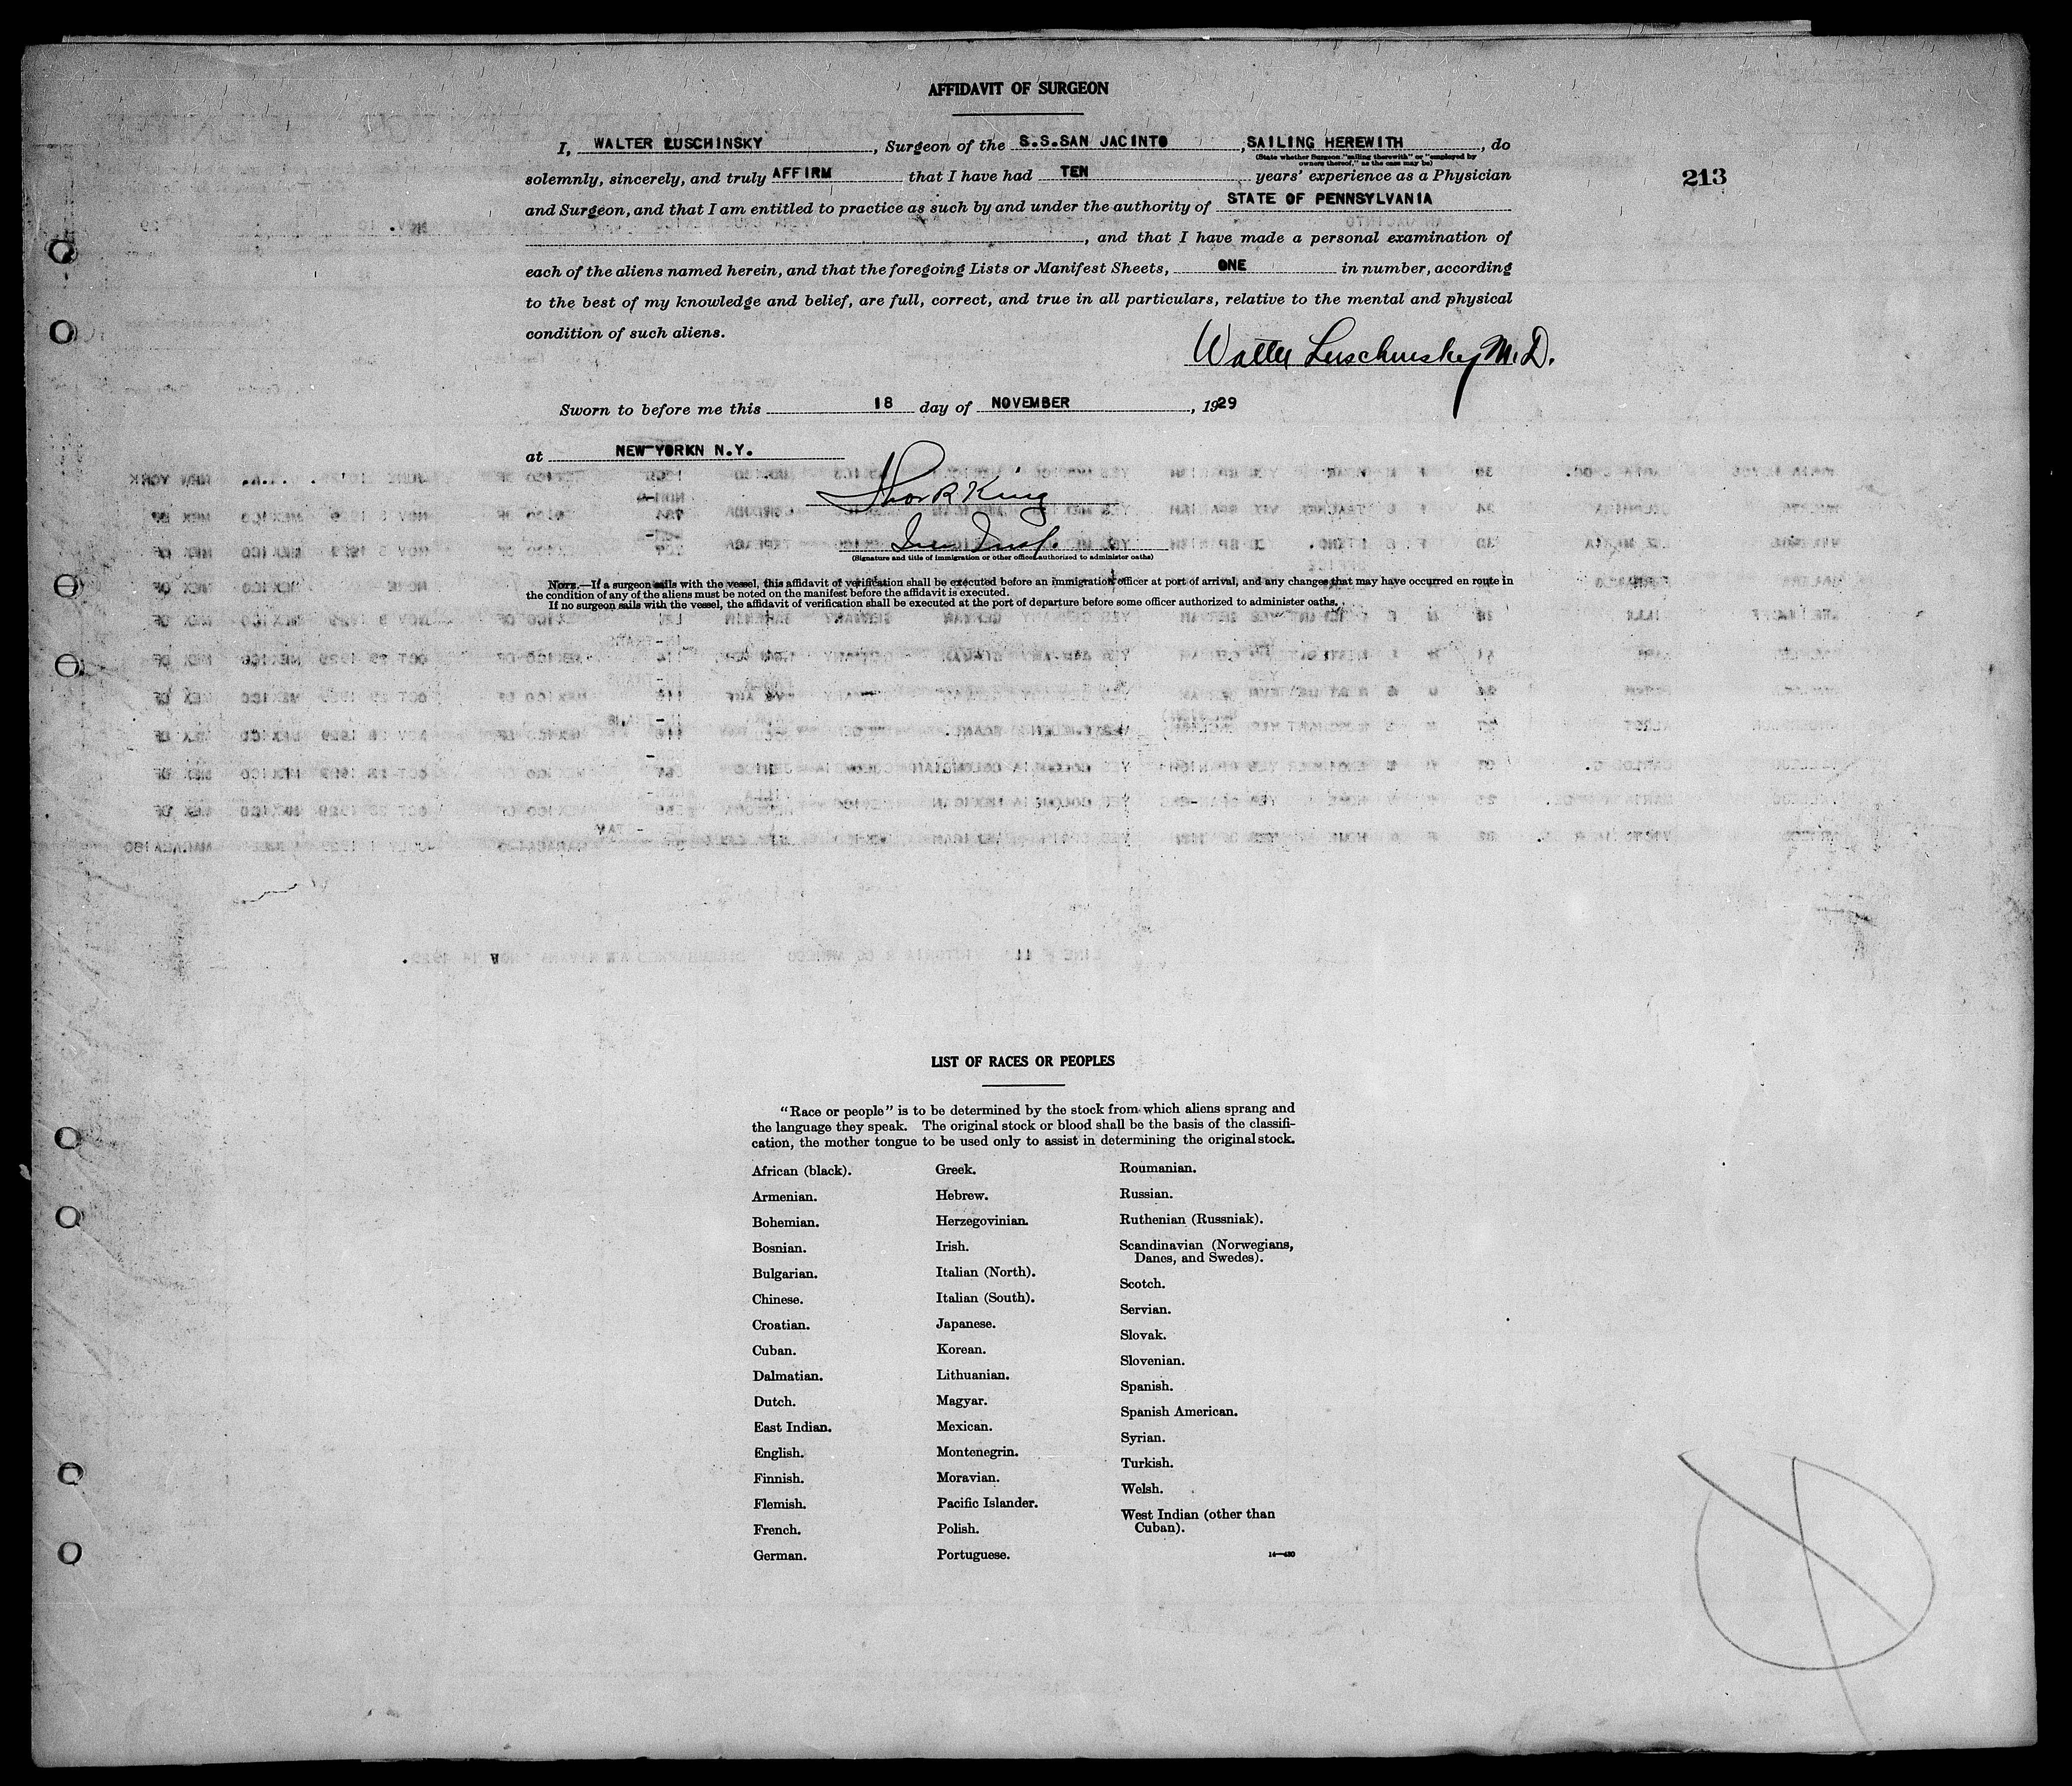 AFFIDAVIT OF SURGEON
I, WALTER LUSCHINSKY, Surgeon of the S.S.SAN JACINTO, SAILING HEREWITH, do
(State whether Surgeon "sailing therewith" or "employed by
owners thereof," as the case may be)
solemnly, sincerely, and truly AFFIRM that I have had TEN years' experience as a Physician
213
and Surgeon, and that I am entitled to practice as such by and under the authority of STATE OF PENNSYLVANIA
, and that I have made a personal examination of
each of the aliens named herein, and that the foregoing Lists or Manifest Sheets, ONE in number, according
to the best of my knowledge and belief, are full, correct, and true in all particulars, relative to the mental and physical
condition of such aliens.
Walter Luschinsky M.D.
Sworn to before me this 18 day of NOVEMBER, 1929
at NEW YORKN N.Y.
King
(Signature and title of immigration or other officer authorized to administer oaths)
NOTE.—If a surgeon sails with the vessel, this affidavit of verification shall be executed before an immigration officer at port of arrival, and any changes that may have occurred en route in
the condition of any of the aliens must be noted on the manifest before the affidavit is executed.
If no surgeon sails with the vessel, the affidavit of verification shall be executed at the port of departure before some officer authorized to administer oaths.
LIST OF RACES OR PEOPLES
"Race or people" is to be determined by the stock from which aliens sprang and
the language they speak. The original stock or blood shall be the basis of the classifi-
cation, the mother tongue to be used only to assist in determining the original stock.
African (black).
Armenian.
Bohemian.
Bosnian.
Bulgarian.
Chinese.
Croatian.
Cuban.
Dalmatian.
Dutch.
East Indian.
English.
Finnish.
Flemish.
French.
German.
Greek.
Hebrew.
Herzegovinian.
Irish.
Italian (North).
Italian (South).
Japanese.
Korean.
Lithuanian.
Magyar.
Mexican.
Montenegrin.
Moravian.
Pacific Islander.
Polish.
Portuguese.
Roumanian.
Russian.
Ruthenian (Russniak).
Scandinavian (Norwegians,
Danes, and Swedes).
Scotch.
Servian.
Slovak.
Slovenian.
Spanish.
Spanish American.
Syrian.
Turkish.
Welsh.
West Indian (other than
Cuban).
14—430